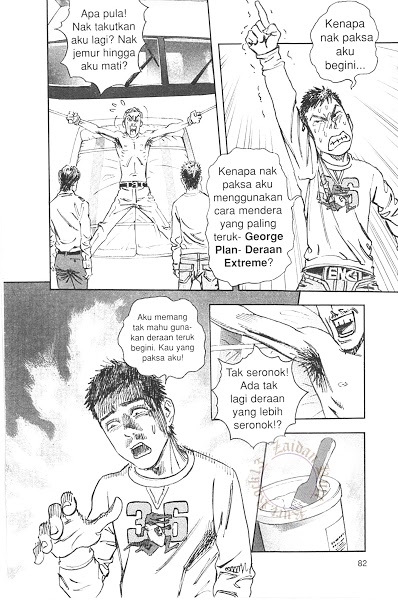 Kenapa
nak paksa
aku
begini...
Apa pula!
Nak takutkan
aku lagi? Nak
jemur hingga
aku mati?
Kenapa nak
paksa aku
menggunakan
cara mendera
yang paling
teruk- George
Plan- Deraan
Extreme?
36
Aku memang
tak mahu guna-
kan deraan teruk
begini. Kau yang
paksa aku!
36
Tak seronok!
Ada tak
lagi deraan
yang lebih
seronok!?
82